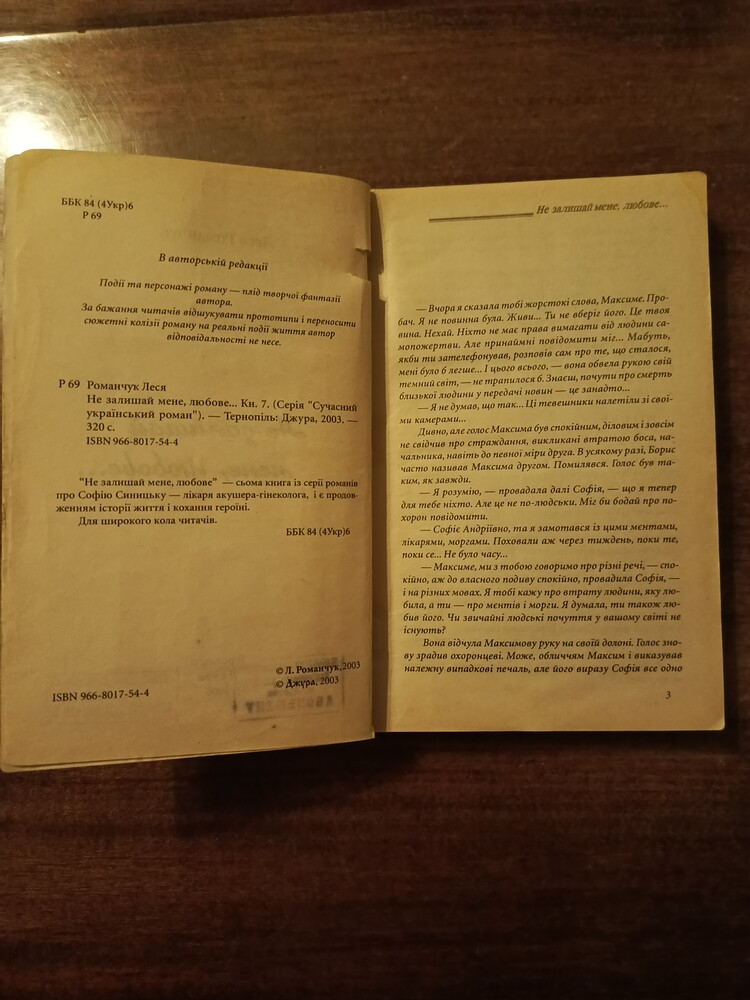 ББК 84 (4Укр)6
Р 69
В авторській редакції
Події та персонажі роману — плід творчої фантазії
автора.
За бажання читачів відшукувати прототипи і переносити
сюжетні колізії роману на реальні події життя автор
відповідальності не несе.
Р 69 Романчук Леся
Не залишай мене, любове... Кн. 7. (Серія "Сучасний
український роман"). — Тернопіль: Джура, 2003. —
320 с.
ISBN 966-8017-54-4
"Не залишай мене, любове" — сьома книга із серії романів
про Софію Синицьку — лікаря акушера-гінеколога, і є продов-
женням історії життя і кохання героїні.
Для широкого кола читачів.
ББК 84 (4Укр)6
© Л. Романчук, 2003
© Джура, 2003
ISBN 966-8017-54-4
Не залишай мене, любове...
— Вчора я сказала тобі жорстокі слова, Максиме. Про-
бач. Я не повинна була. Живи... Ти не вберіг його. Це твоя
вина. Нехай. Ніхто не має права вимагати від людини са-
мопожертви. Але принаймні повідомити міг... Мабуть,
якби ти зателефонував, розповів сам про те, що сталося,
мені було б легше... І цього всього, — вона обвела рукою свій
темний світ, — не трапилося б. Знаєш, почути про смерть
близької людини у передачі новин — це занадто...
— Я не думав, що так... Ці тевешники налетіли зі свої-
ми камерами...
Дивно, але голос Максима був спокійним, діловим і зовсім
не свідчив про страждання, викликані втратою боса, на-
чальника, навіть до певної міри друга. В усякому разі, Борис
часто називав Максима другом. Помилявся. Голос був та-
ким, як завжди.
— Я розумію, — провадала далі Софія, — що я тепер
для тебе ніхто. Але це не по-людськи. Міг би бодай про по-
хорон повідомити.
— Софіє Андріївно, та я замотався із цими мєнтами,
лікарями, моргами. Поховали аж через тиждень, поки те,
поки се... Не було часу...
— Максиме, ми з тобою говоримо про різні речі, — спо-
кійно, аж до власного подиву спокійно, провадила Софія, —
і на різних мовах. Я тобі кажу про втрату людини, яку лю-
била, а ти — про мєнтів і морги. Я думала, ти також лю-
бив його. Чи звичайні людські почуття у вашому світі не
існують?
Вона відчула Максимову руку на своїй долоні. Голос зно-
ву зрадив охоронцеві. Може, обличчям Максим і виказував
належну випадкові печаль, але його виразу Софія все одно
3